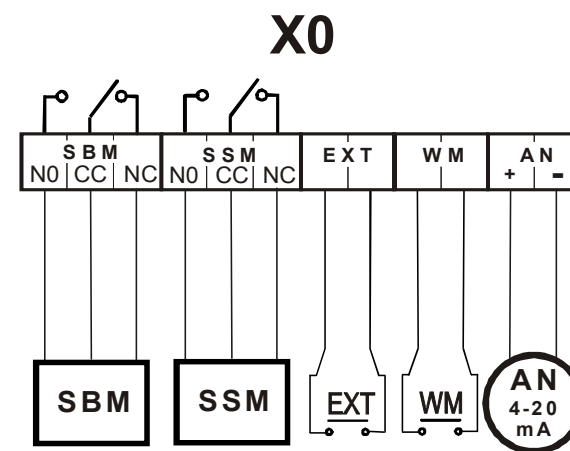 X0
SBM SSM EXT WM AN
N0 CC NC N0 CC NC + -
SBM SSM EXT WM AN
4-20
mA